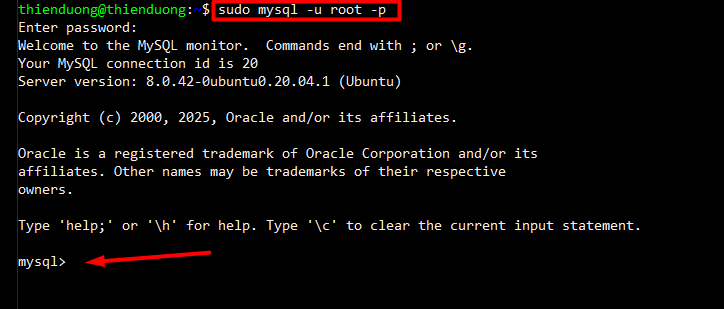 thienduong@thienduong:~$ sudo mysql -u root -p
Enter password:
Welcome to the MySQL monitor.  Commands end with ; or \g.
Your MySQL connection id is 20
Server version: 8.0.42-0ubuntu0.20.04.1 (Ubuntu)
Copyright (c) 2000, 2025, Oracle and/or its affiliates.
Oracle is a registered trademark of Oracle Corporation and/or its
affiliates. Other names may be trademarks of their respective
owners.
Type 'help;' or '\h' for help. Type '\c' to clear the current input statement.
mysql>